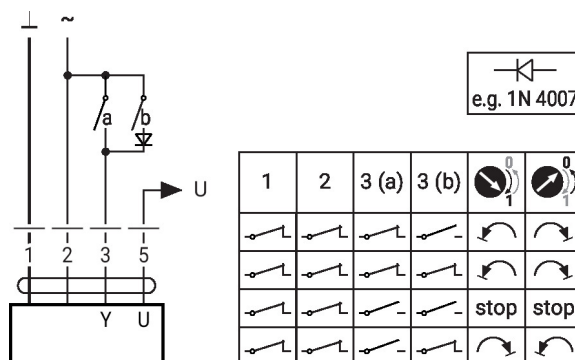 ⊥ ~
a b
U
1 2 3 5
Y U
e.g. 1N 4007
1 2 3 (a) 3 (b) 0 1 0 1
stop stop